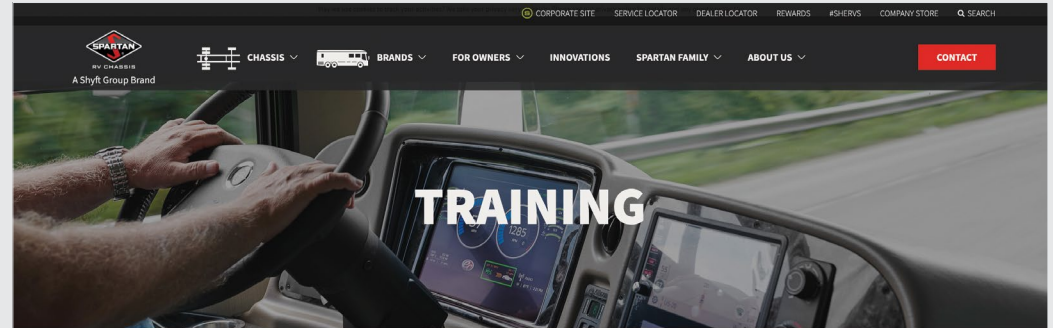 CORPORATE SITE SERVICE LOCATOR DEALER LOCATOR REWARDS #SHERVS COMPANY STORE SEARCH
SPARTAN
RV CHASSIS
A Shyft Group Brand
CHASSIS BRANDS FOR OWNERS INNOVATIONS SPARTAN FAMILY ABOUT US CONTACT
TRAINING
1285